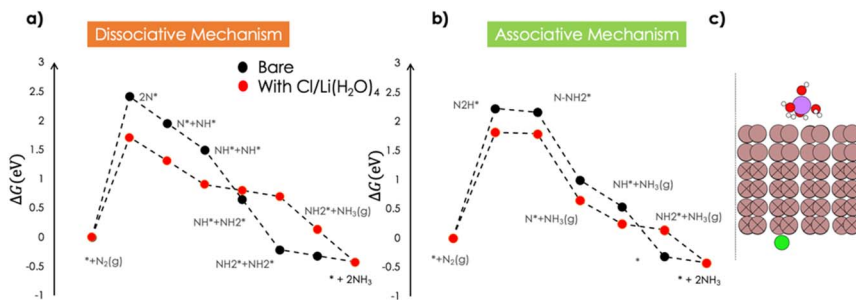 a)
Dissociative Mechanism
b)
Associative Mechanism
c)
3
2.5
2
1.5
1
0.5
0
-0.5
-1
ΔG(eV)
Bare
With Cl/Li(H₂O)₄
2N*
N*+NH*
NH*+NH*
NH*+NH2*
NH2*+NH₃(g)
NH2*+NH2*
*+N₂(g)
* + 2NH₃
3
2.5
2
1.5
1
0.5
0
-0.5
-1
ΔG(eV)
N2H*
N-NH2*
NH*+NH₃(g)
N*+NH₃(g)
NH2*+NH₃(g)
*+N₂(g)
*
* + 2NH₃